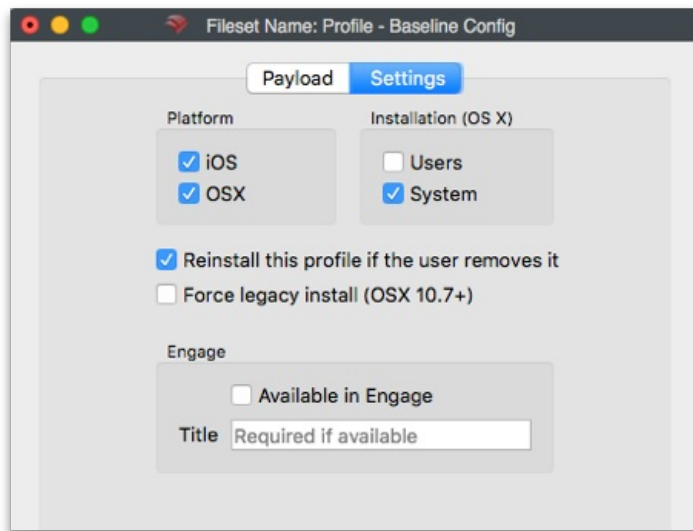 Fileset Name: Profile - Baseline Config
Payload Settings
Platform Installation (OS X)
iOS Users
OSX System
Reinstall this profile if the user removes it
Force legacy install (OSX 10.7+)
Engage
Available in Engage
Title Required if available